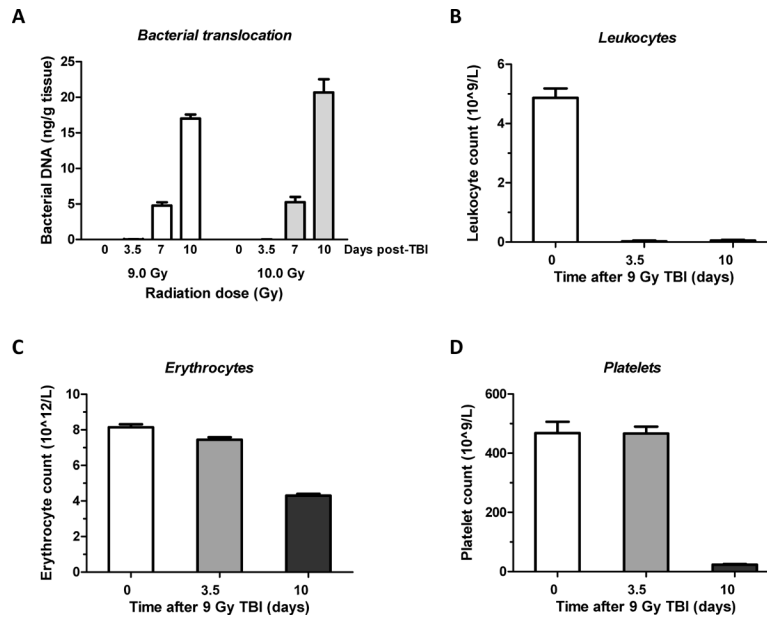 A
Bacterial translocation
Bacterial DNA (ng/g tissue)
25
20
15
10
5
0
0 3.5 7 10 0 3.5 7 10 Days post-TBI
9.0 Gy 10.0 Gy
Radiation dose (Gy)
B
Leukocytes
Leukocyte count (10^9/L)
6
4
2
0
0 3.5 10
Time after 9 Gy TBI (days)
C
Erythrocytes
Erythrocyte count (10^12/L)
10
8
6
4
2
0
0 3.5 10
Time after 9 Gy TBI (days)
D
Platelets
Platelet count (10^9/L)
600
400
200
0
0 3.5 10
Time after 9 Gy TBI (days)